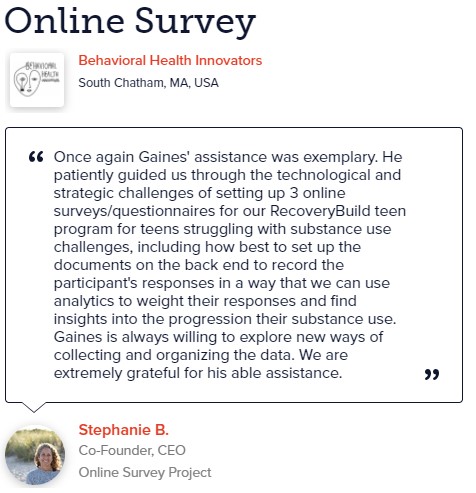 Online Survey
BEHAVIORAL
HEALTH
Behavioral Health Innovators
South Chatham, MA, USA
“ Once again Gaines' assistance was exemplary. He
patiently guided us through the technological and
strategic challenges of setting up 3 online
surveys/questionnaires for our RecoveryBuild teen
program for teens struggling with substance use
challenges, including how best to set up the
documents on the back end to record the
participant's responses in a way that we can use
analytics to weight their responses and find
insights into the progression their substance use.
Gaines is always willing to explore new ways of
collecting and organizing the data. We are
extremely grateful for his able assistance. ”
Stephanie B.
Co-Founder, CEO
Online Survey Project